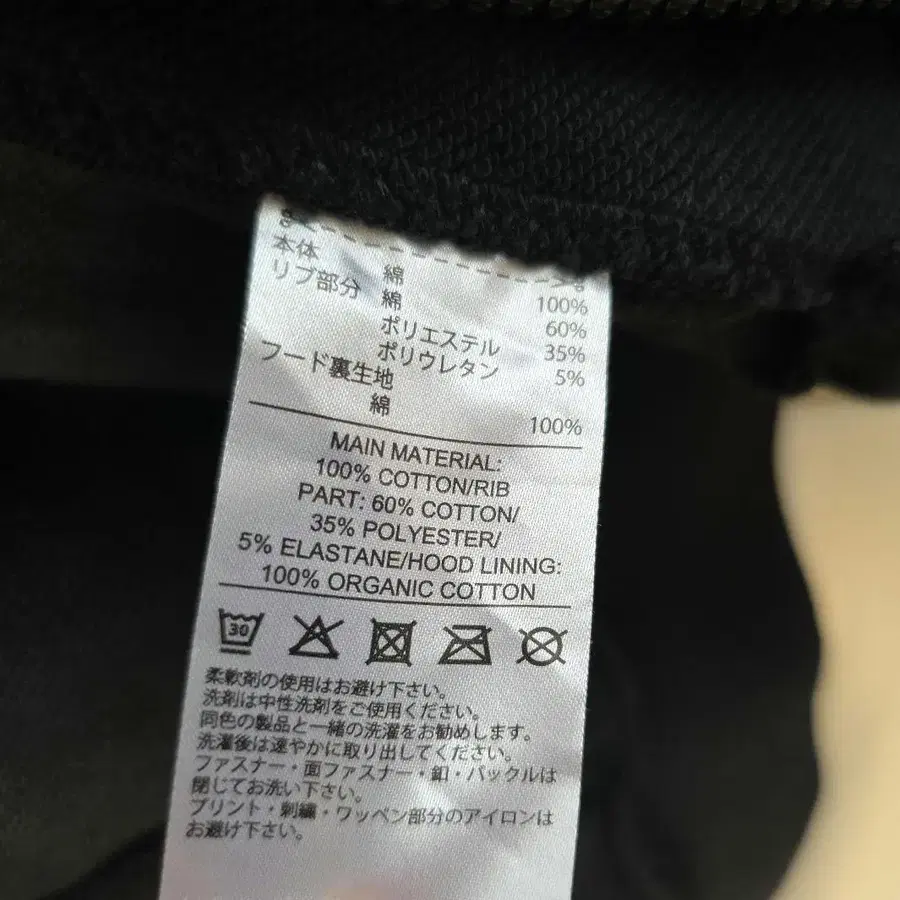 本体
綿 100%
リブ部分 綿 60%
ポリエステル 35%
ポリウレタン 5%
フード裏生地
綿 100%
MAIN MATERIAL:
100% COTTON/RIB
PART: 60% COTTON/
35% POLYESTER/
5% ELASTANE/HOOD LINING:
100% ORGANIC COTTON
30
柔軟剤の使用はお避け下さい。
洗剤は中性洗剤をご使用ください。
同色の製品と一緒の洗濯をお勧めします。
洗濯後は速やかに取り出してください。
ファスナー・面ファスナー・釦・バックルは
閉じてお洗い下さい。
プリント・刺繍・ワッペン部分のアイロンは
お避け下さい。